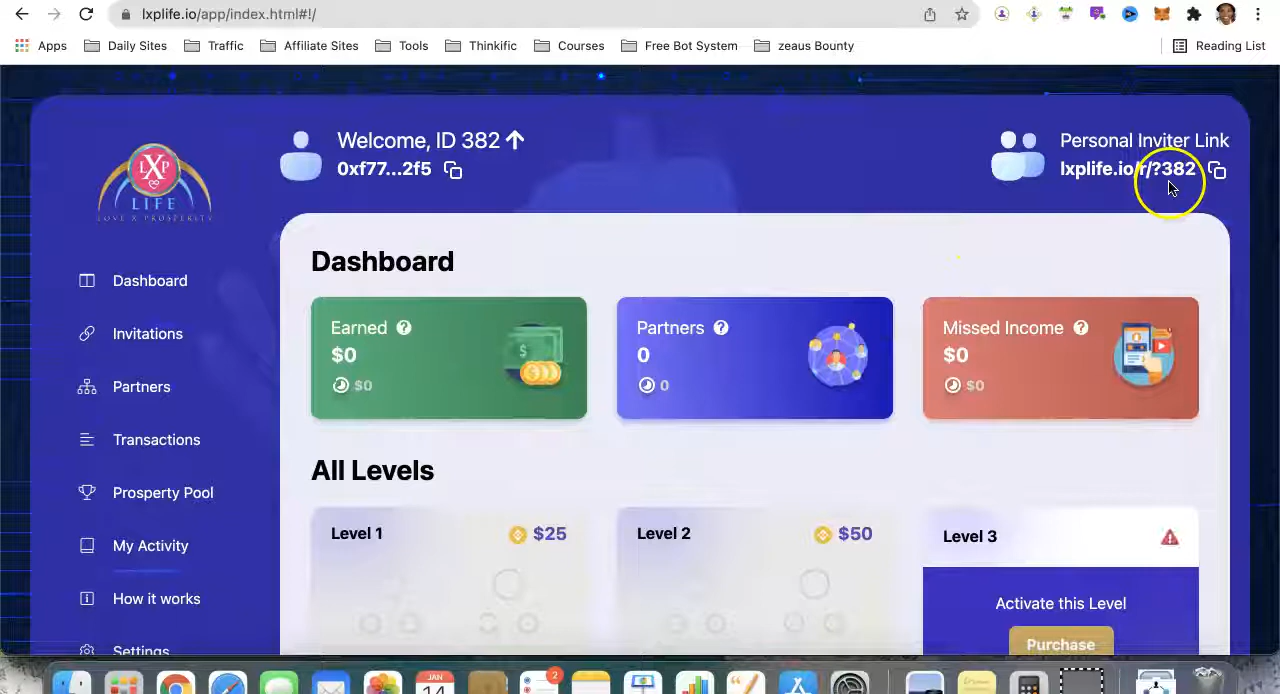 lxplife.io/app/index.html#!/
Apps Daily Sites Traffic Affiliate Sites Tools Thinkific Courses Free Bot System zeaus Bounty Reading List
Welcome, ID 382
0xf77...2f5
Personal Inviter Link
lxplife.io/r/?382
LXP
LIFE
LOVE X PROSPERITY
Dashboard
Invitations
Partners
Transactions
Prosperty Pool
My Activity
How it works
Settings
Dashboard
Earned ?
$0
$0
Partners ?
0
0
Missed Income ?
$0
$0
All Levels
Level 1 $25
Level 2 $50
Level 3
Activate this Level
Purchase
JAN
14
2